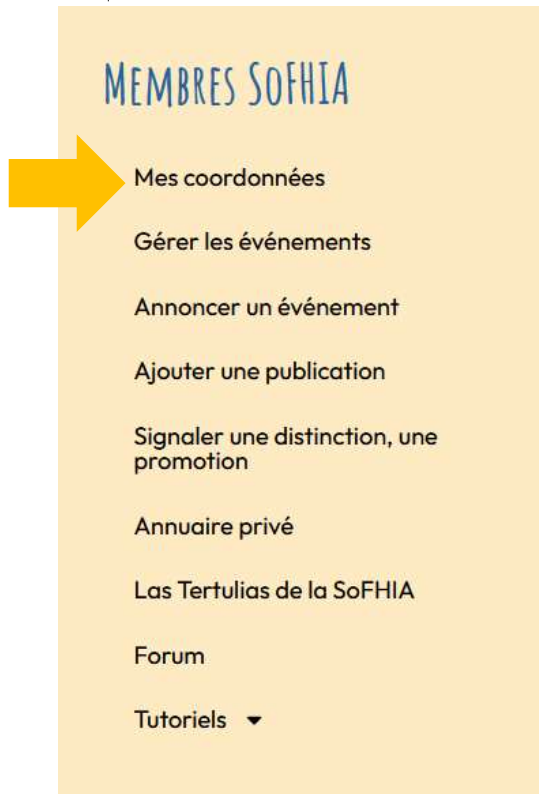 Membres SoFHIA
Mes coordonnées
Gérer les événements
Annoncer un événement
Ajouter une publication
Signaler une distinction, une
promotion
Annuaire privé
Las Tertulias de la SoFHIA
Forum
Tutoriels